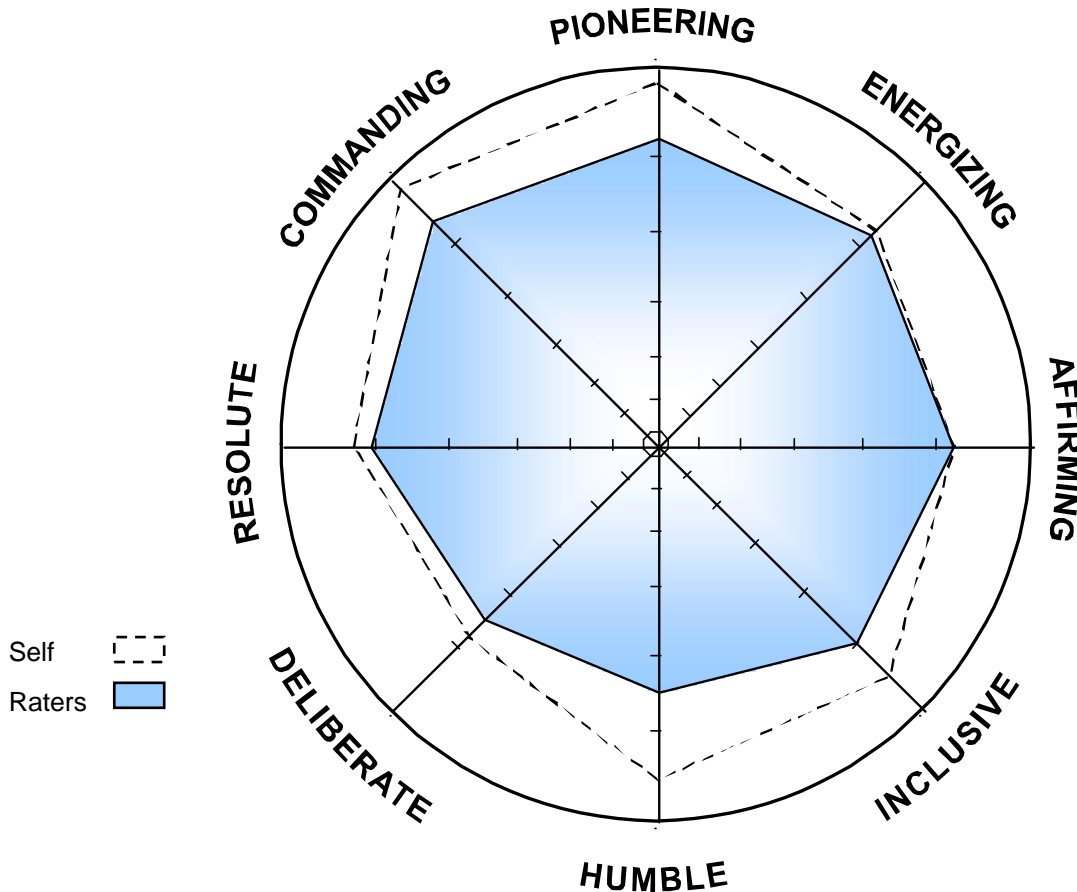 PIONEERING
ENERGIZING
COMMANDING
AFFIRMING
RESOLUTE
Self
Raters
DELIBERATE
INCLUSIVE
HUMBLE